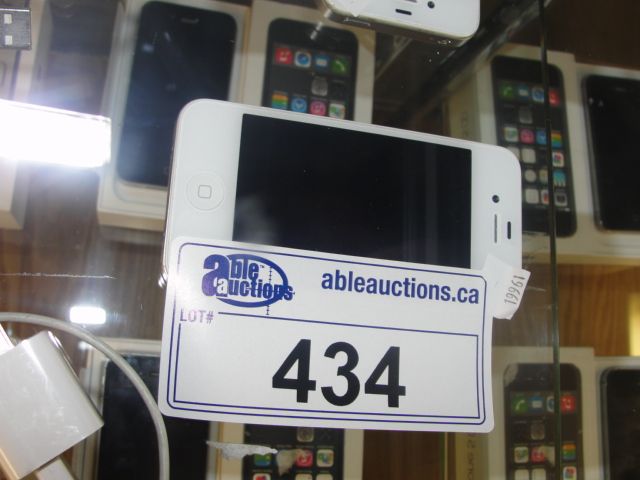 able auctions
ableauctions.ca
LOT#
434
19961